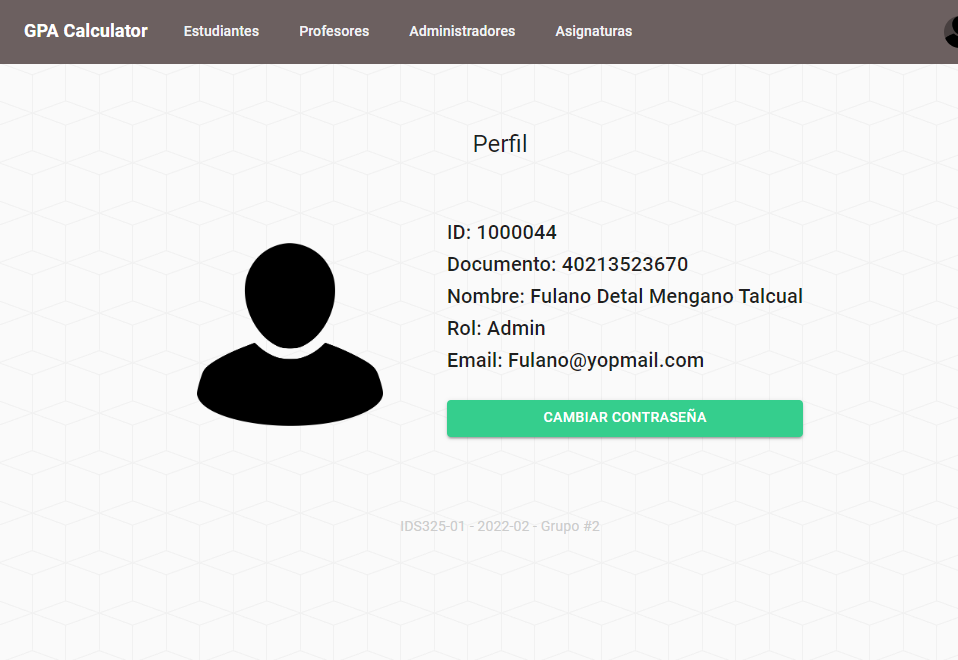 GPA Calculator Estudiantes Profesores Administradores Asignaturas
Perfil
ID: 1000044
Documento: 40213523670
Nombre: Fulano Detal Mengano Talcual
Rol: Admin
Email: Fulano@yopmail.com
CAMBIAR CONTRASEÑA
IDS325-01 - 2022-02 - Grupo #2